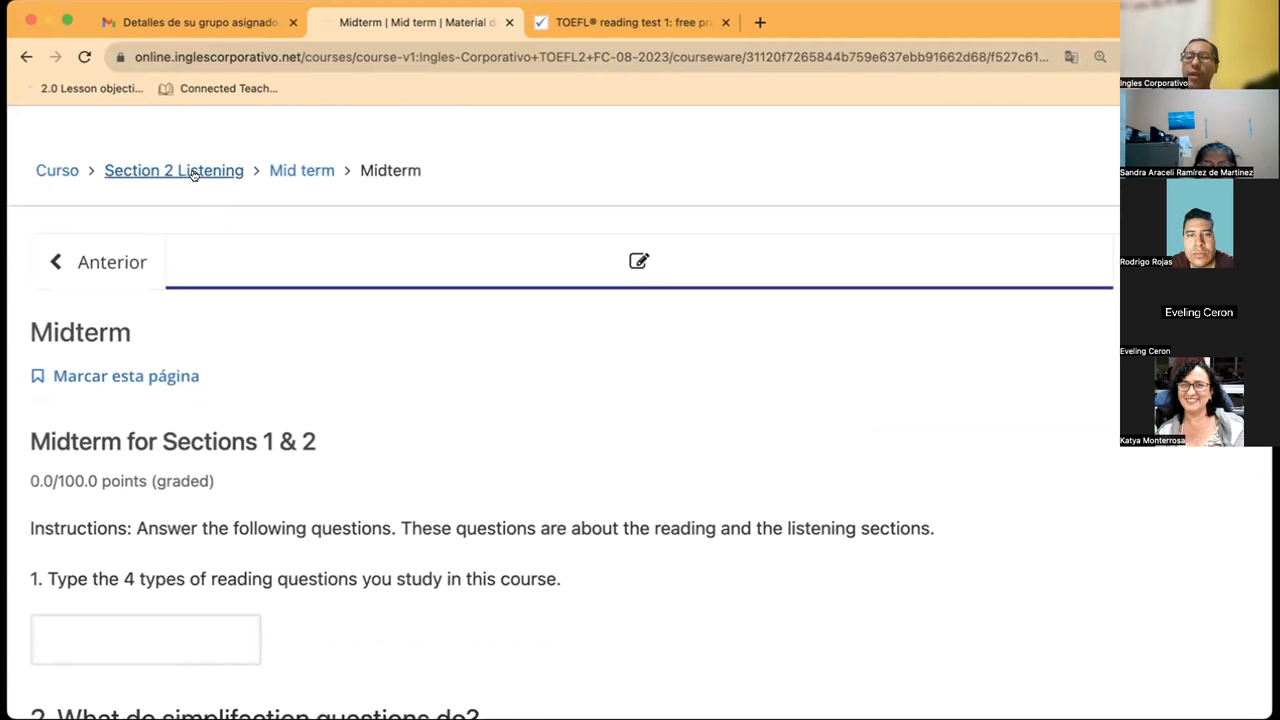 Detalles de su grupo asignado
Midterm | Mid term | Material d
TOEFL® reading test 1: free pr
online.inglescorporativo.net/courses/course-v1:Ingles-Corporativo+TOEFL2+FC-08-2023/courseware/31120f7265844b759e637ebb91662d68/f527c61...
2.0 Lesson objecti...
Connected Teach...
Curso > Section 2 Listening > Mid term > Midterm
Anterior
Midterm
Marcar esta página
Midterm for Sections 1 & 2
0.0/100.0 points (graded)
Instructions: Answer the following questions. These questions are about the reading and the listening sections.
1. Type the 4 types of reading questions you study in this course.
2. What do simplifaction questions do?
Ingles Corporativo
Sandra Araceli Ramírez de Martinez
Rodrigo Rojas
Eveling Ceron
Eveling Ceron
Katya Monterrosa